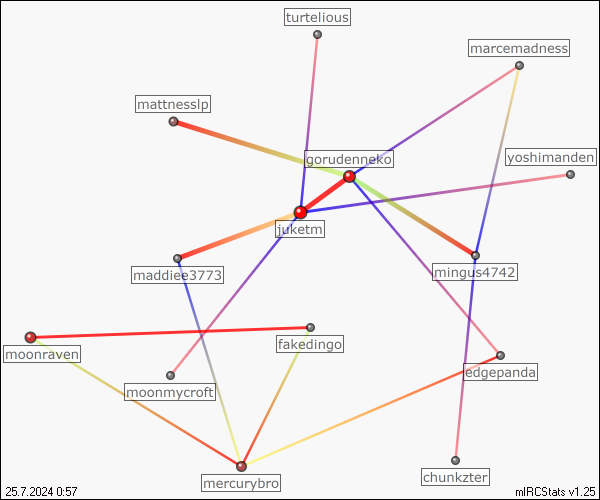 turtelious
marcemadness
mattnesslp
gorudenneko
yoshimanden
juketm
maddiee3773
mingus4742
moonraven
fakedingo
edgepanda
moonmycroft
chunkzter
mercurybro
25.7.2024 0:57
mIRCStats v1.25